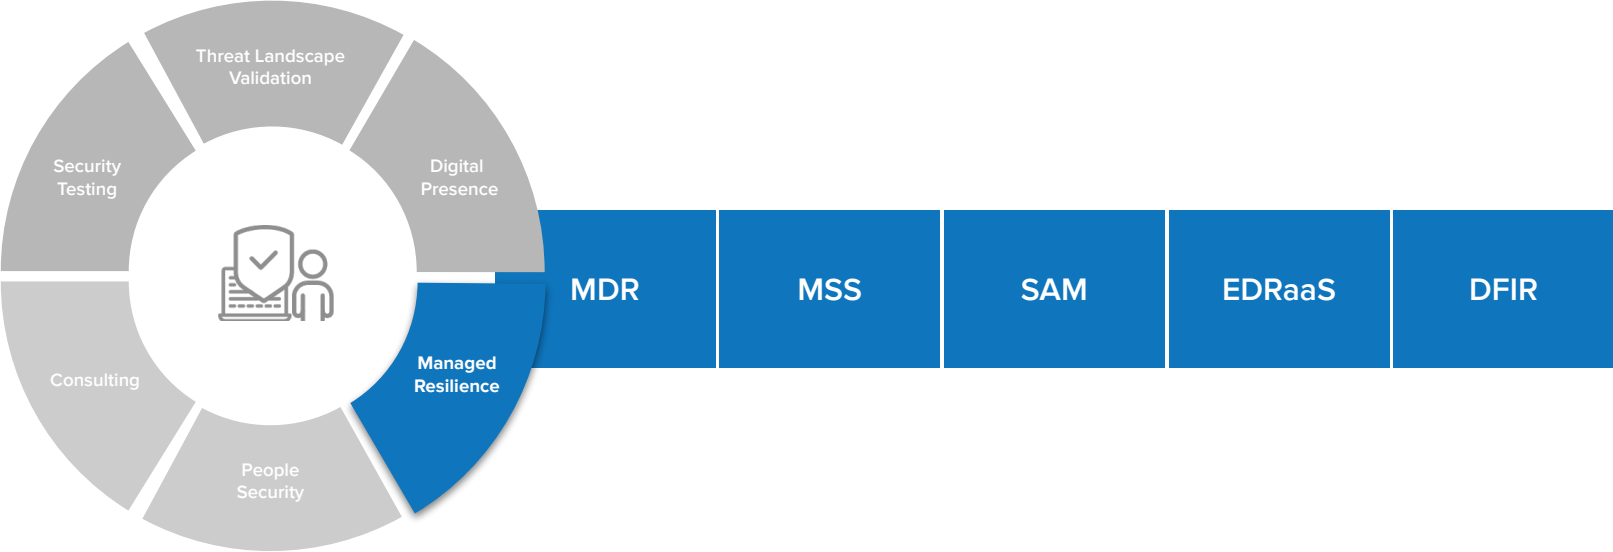 Threat Landscape
Validation
Digital
Presence
Security
Testing
Managed
Resilience
Consulting
People
Security
MDR
MSS
SAM
EDRaaS
DFIR